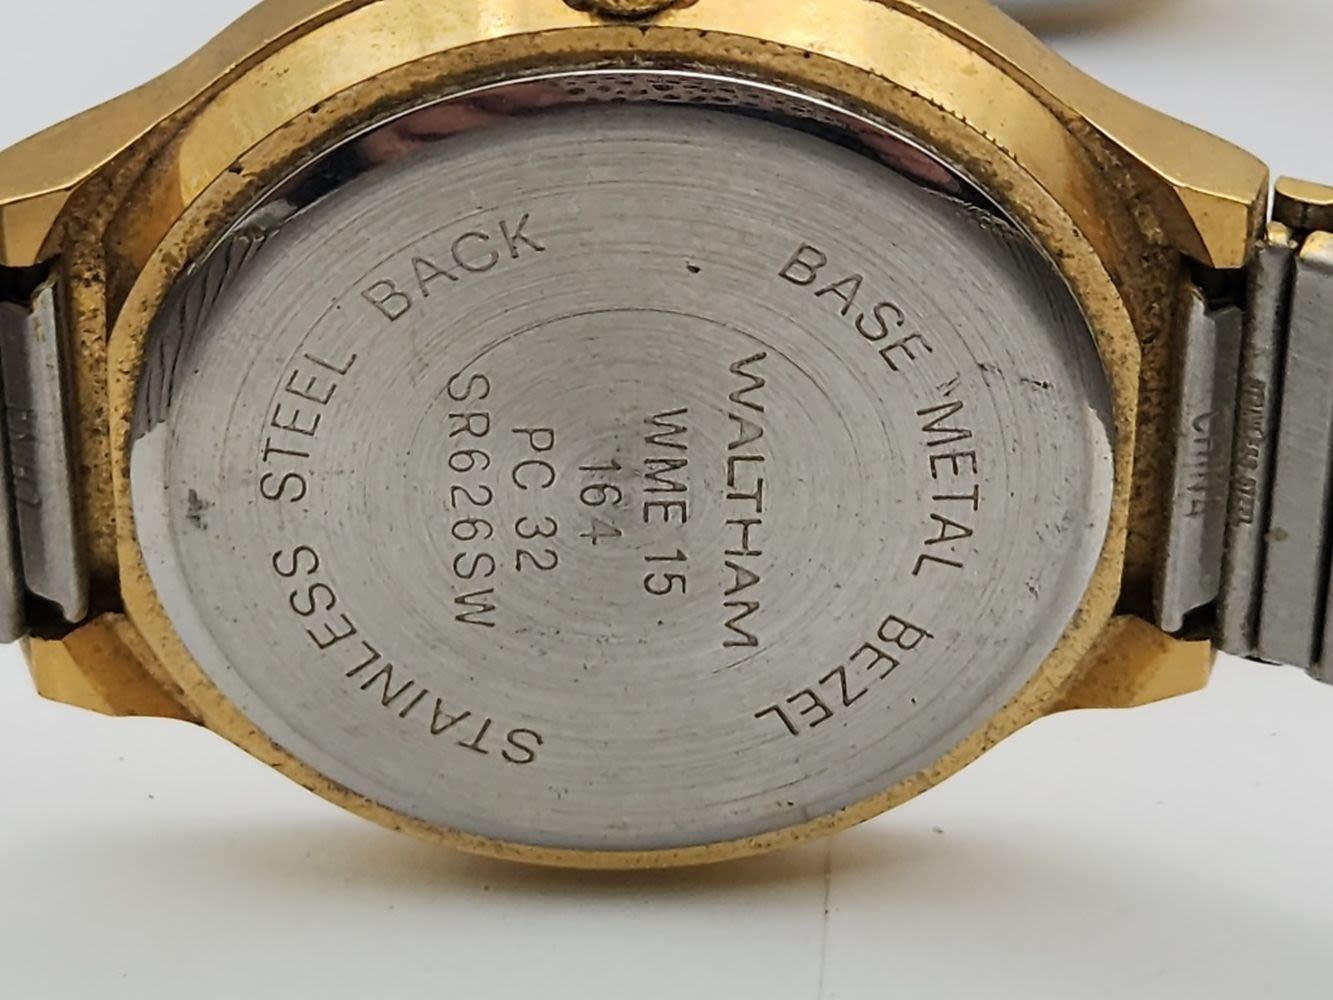 STAINLESS STEEL BACK
BASE METAL BEZEL
WALTHAM
WME 15
164
PC 32
SR626SW
CHINA